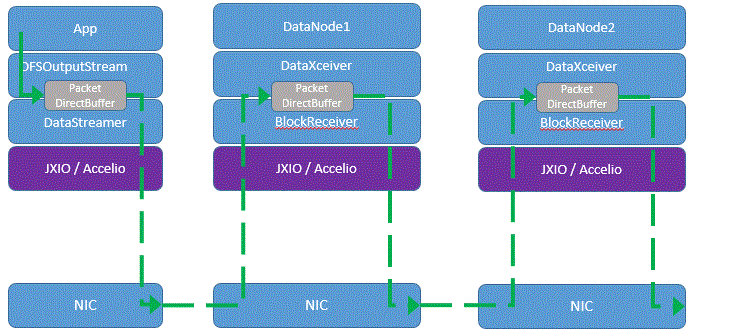 App
DFSOutputStream
Packet
DirectBuffer
DataStreamer
JXIO / Accelio
NIC
DataNode1
DataXceiver
Packet
DirectBuffer
BlockReceiver
JXIO / Accelio
NIC
DataNode2
DataXceiver
Packet
DirectBuffer
BlockReceiver
JXIO / Accelio
NIC